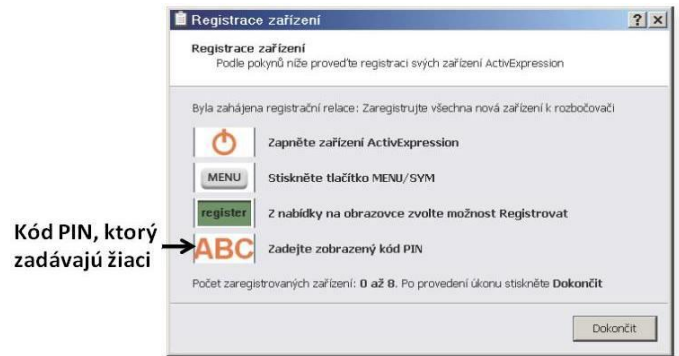 Registrace zařízení
Registrace zařízení
Podle pokynů níže proveďte registraci svých zařízení ActivExpression
Byla zahájena registrační relace: Zaregistrujte všechna nová zařízení k rozbočovači
Zapněte zařízení ActivExpression
MENU Stiskněte tlačítko MENU/SYM
register Z nabídky na obrazovce zvolte možnost Registrovat
Kód PIN, ktorý
zadávajú žiaci
ABC Zadejte zobrazený kód PIN
Počet zaregistrovaných zařízení: 0 až 8. Po provedení úkonu stiskněte Dokončit
Dokončit